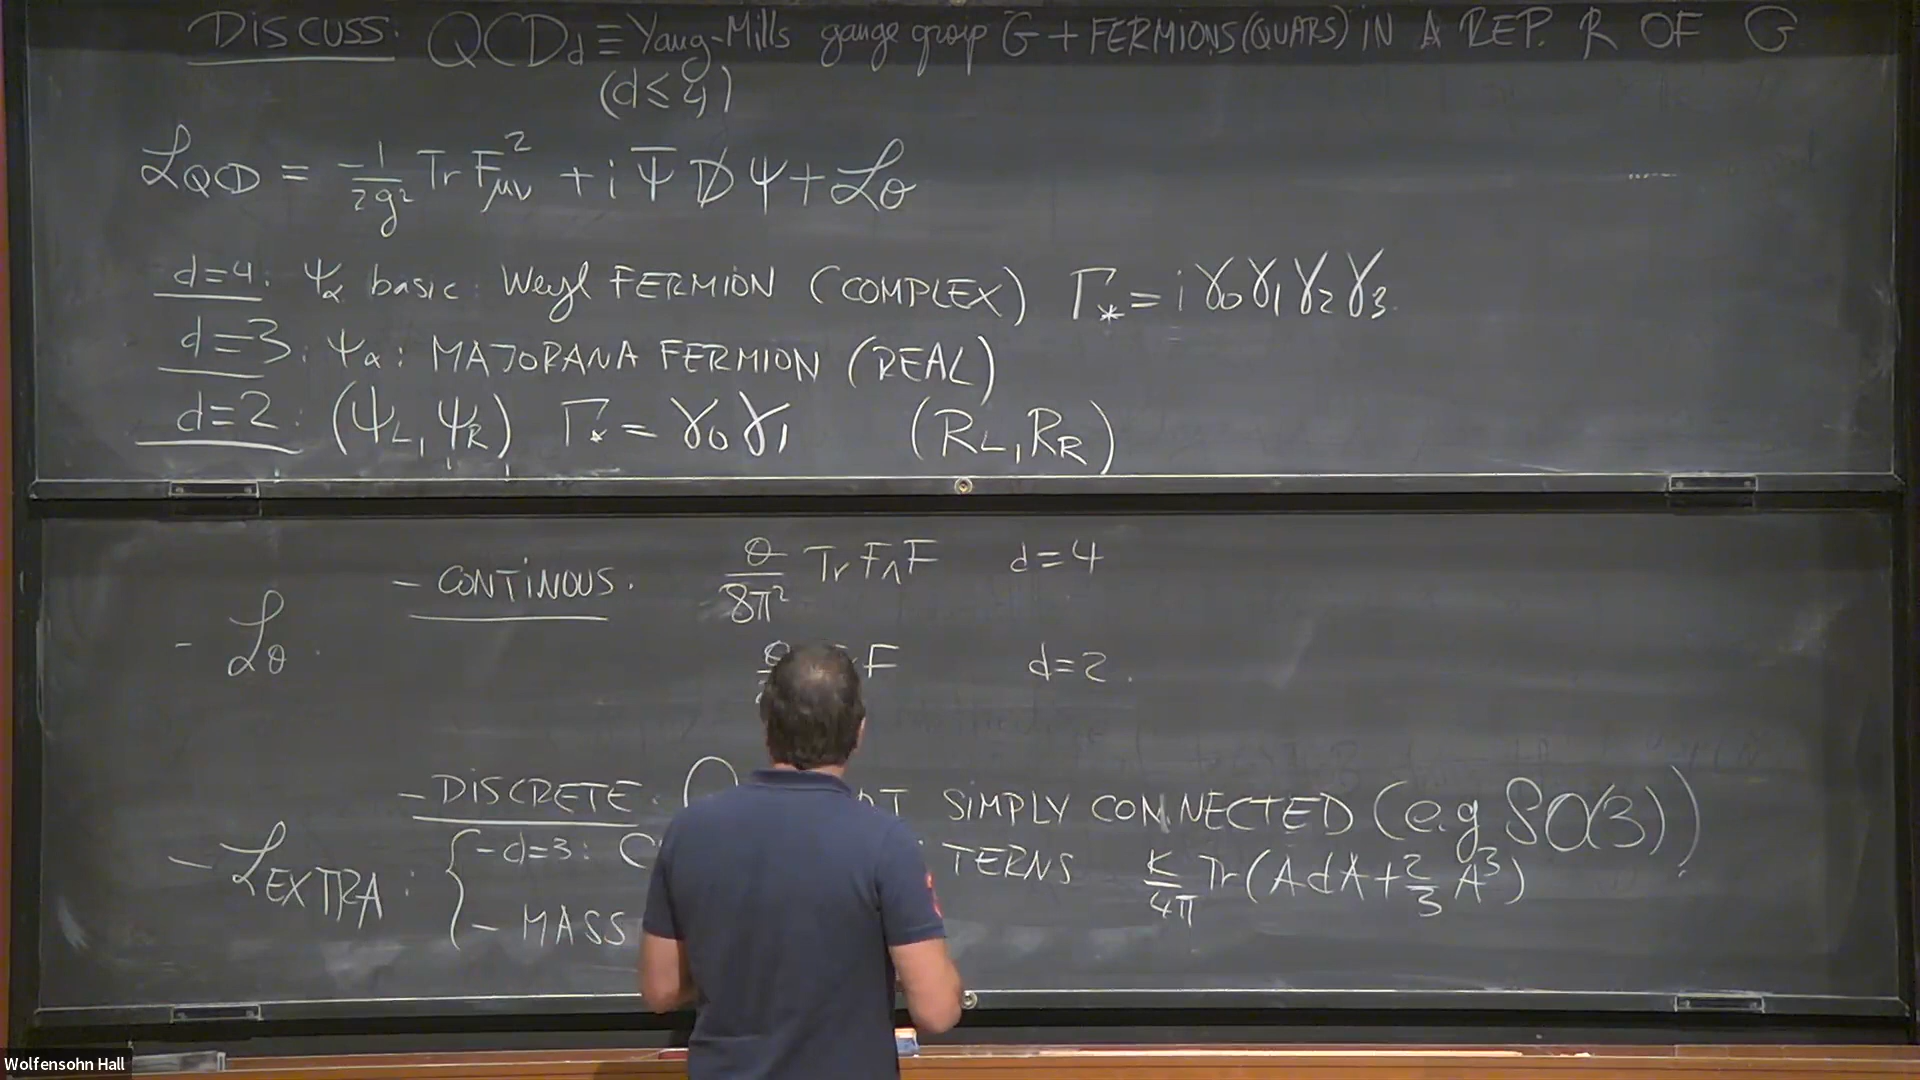 DISCUSS: QCD_d ≡ Yang-Mills gauge group G + FERMIONS (QUARS) IN A REP. R OF G
(d ≤ 4)
ℒ_QCD = -1/2g² Tr F²_μν + i Ψ̄ D̸ Ψ + ℒ_θ
d=4: Ψ_α basic: Weyl FERMION (COMPLEX) Γ_* = i γ_0 γ_1 γ_2 γ_3
d=3: Ψ_α: MAJORANA FERMION (REAL)
d=2: (Ψ_L, Ψ_R) Γ_* = γ_0 γ_1 (R_L, R_R)
- CONTINOUS. θ/8π² Tr F∧F d=4
- ℒ_θ.
F d=2.
- DISCRETE. SIMPLY CONNECTED (e.g SO(3))
- ℒ_EXTRA: { - d=3: TERNS K/4π Tr(AdA + 2/3 A³)
- MASS
Wolfensohn Hall